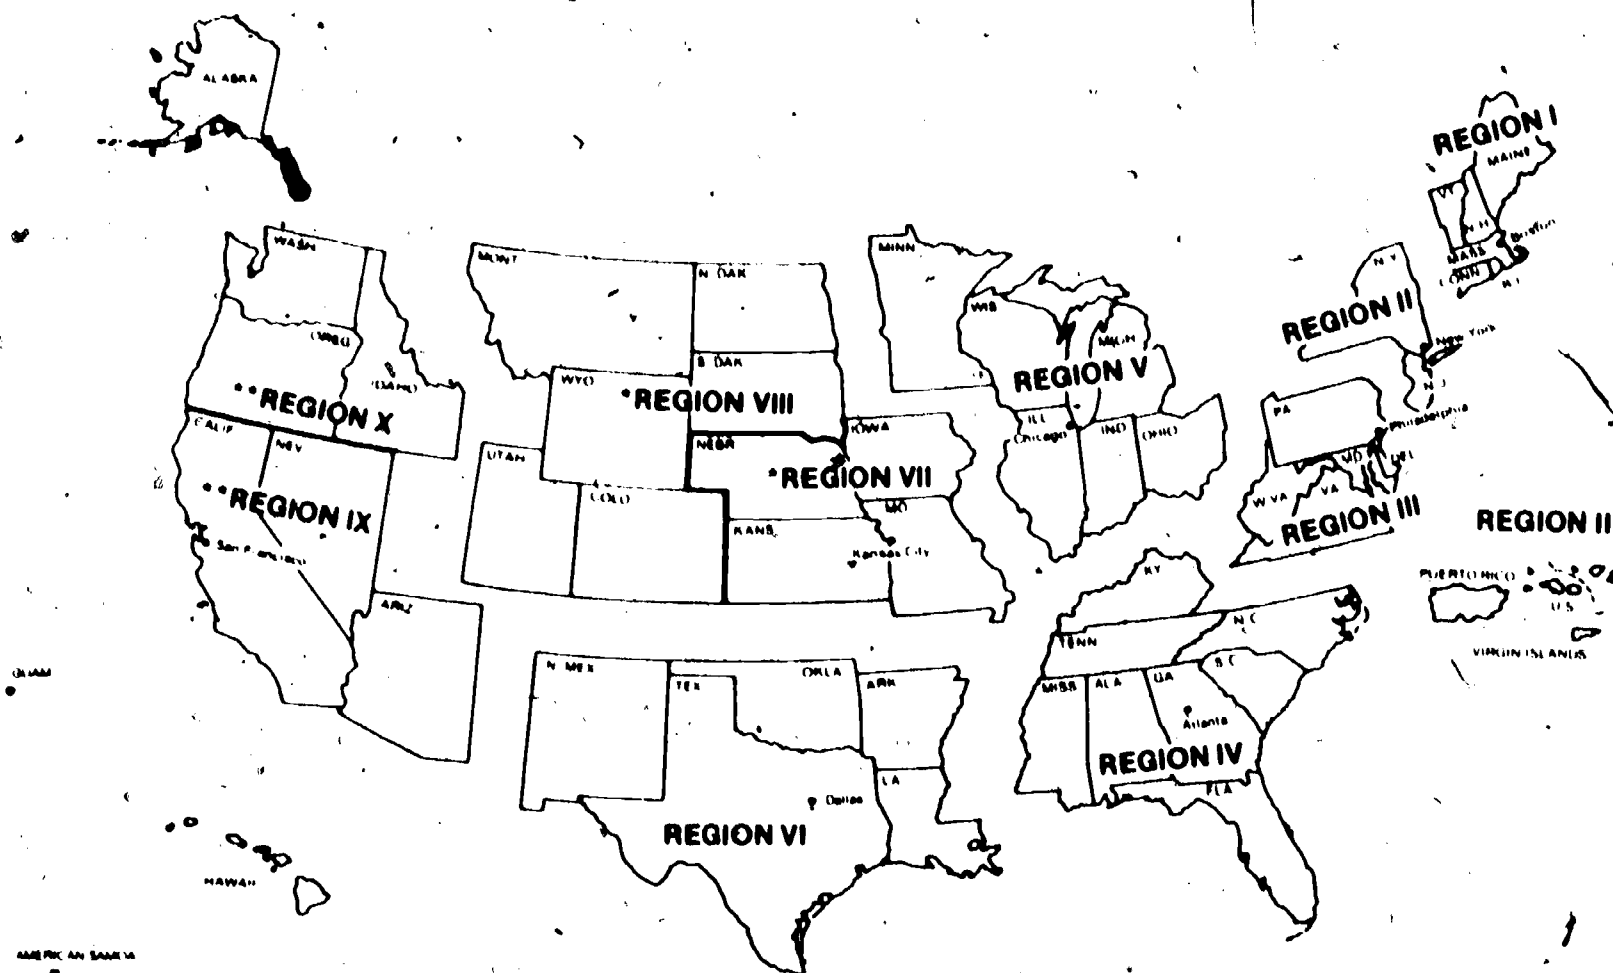 ALASKA
REGION I
MAINE
VT
N H
Boston
MASS
CONN
R I
WASH
MONT
N DAK
MINN
N Y
REGION II
WIS
MICH
New York
OREG
S DAK
IDAHO
WYO
REGION V
N J
**REGION X
*REGION VIII
PA
Philadelphia
CALIF
NEV
NEBR
IOWA
ILL
Chicago
IND
OHIO
UTAH
MD
DEL
*REGION VII
COLO
W VA
VA
**REGION IX
MO
REGION III
REGION II
KANS
San Francisco
Kansas City
KY
PUERTO RICO
U.S
ARIZ
N C
TENN
VIRGIN ISLANDS
S C
GUAM
N MEX
OKLA
TEX
ARK
MISS
ALA
GA
Atlanta
REGION IV
LA
FLA
Dallas
REGION VI
HAWAII
AMERICAN SAMOA